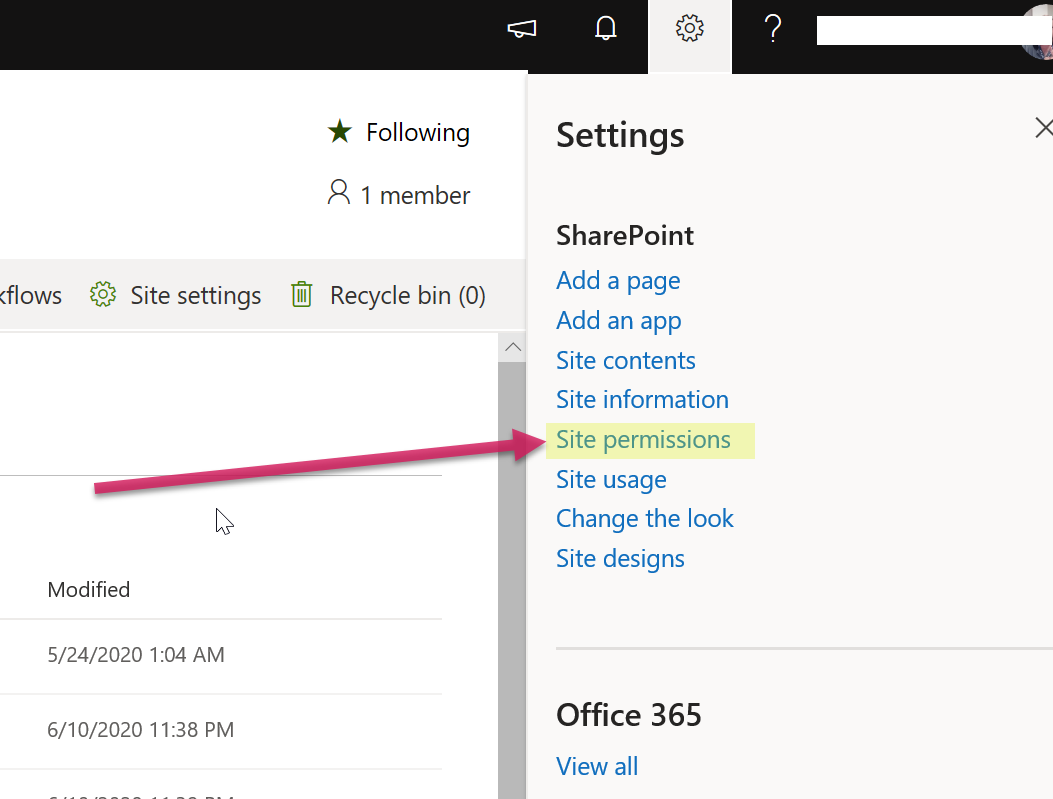 Following
1 member
Site settings
Recycle bin (0)
Modified
5/24/2020 1:04 AM
6/10/2020 11:38 PM
Settings
SharePoint
Add a page
Add an app
Site contents
Site information
Site permissions
Site usage
Change the look
Site designs
Office 365
View all